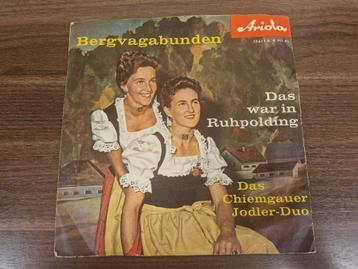 Bergvagabunden
Ariola
Das
war in
Ruhpolding
Das
Chiemgauer
Jodler-Duo